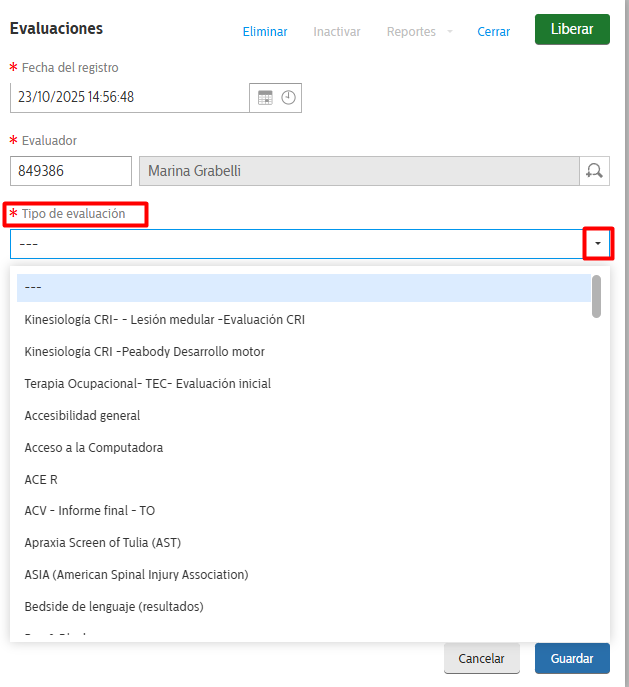 Evaluaciones Eliminar Inactivar Reportes Cerrar Liberar
* Fecha del registro
23/10/2025 14:56:48
* Evaluador
849386 Marina Grabelli
* Tipo de evaluación
---
---
Kinesiología CRI- - Lesión medular -Evaluación CRI
Kinesiología CRI -Peabody Desarrollo motor
Terapia Ocupacional- TEC- Evaluación inicial
Accesibilidad general
Acceso a la Computadora
ACE R
ACV - Informe final - TO
Apraxia Screen of Tulia (AST)
ASIA (American Spinal Injury Association)
Bedside de lenguaje (resultados)
Cancelar Guardar